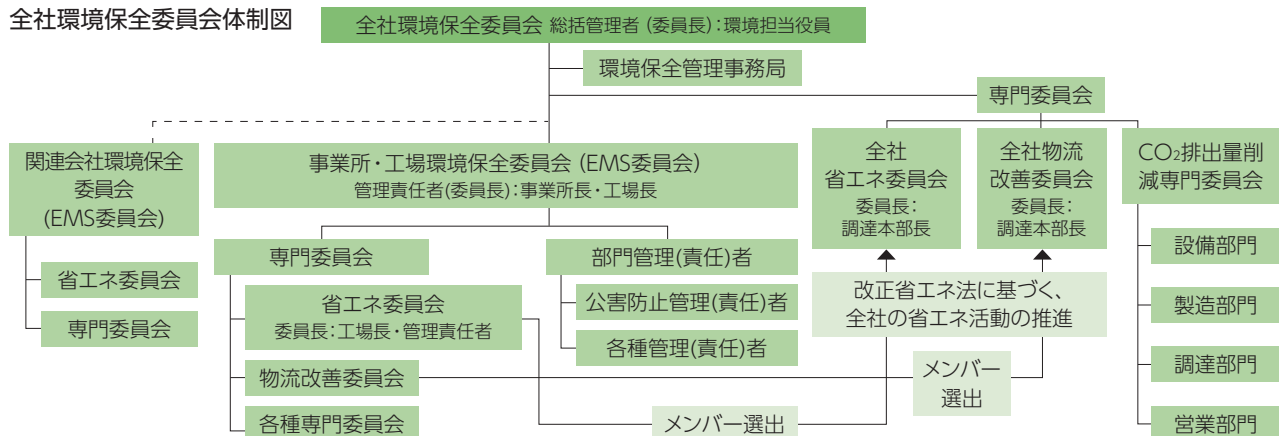 全社環境保全委員会体制図
全社環境保全委員会 総括管理者(委員長):環境担当役員
環境保全管理事務局
専門委員会
関連会社環境保全
委員会
(EMS委員会)
省エネ委員会
専門委員会
事業所・工場環境保全委員会(EMS委員会)
管理責任者(委員長):事業所長・工場長
専門委員会
省エネ委員会
委員長:工場長・管理責任者
物流改善委員会
各種専門委員会
部門管理(責任)者
公害防止管理(責任)者
各種管理(責任)者
全社
省エネ委員会
委員長:
調達本部長
全社物流
改善委員会
委員長:
調達本部長
CO₂排出量削
減専門委員会
設備部門
製造部門
調達部門
営業部門
改正省エネ法に基づく、
全社の省エネ活動の推進
メンバー
選出
メンバー選出